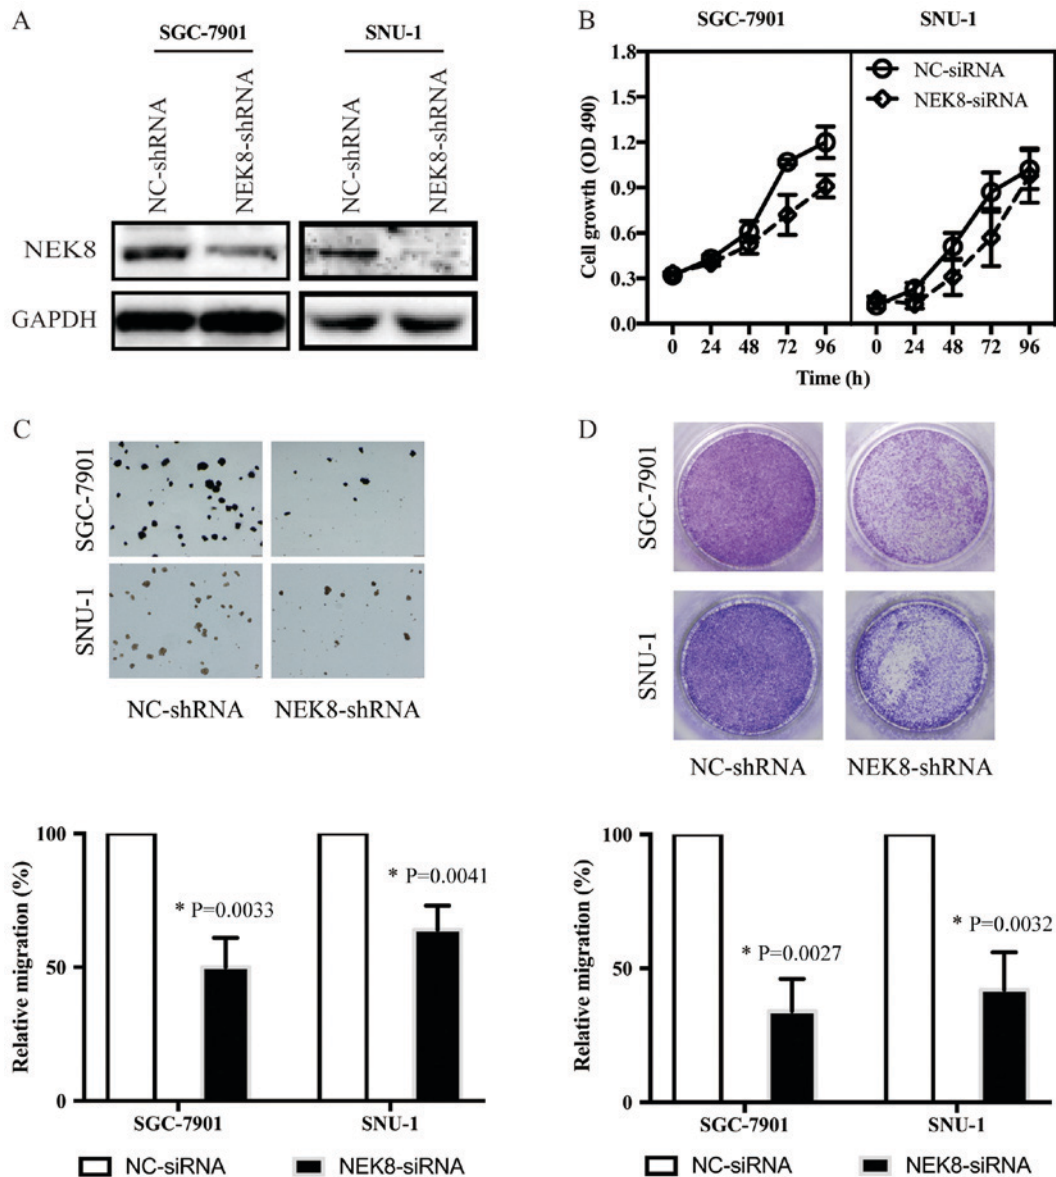 A
SGC-7901
SNU-1
NC-shRNA
NEK8-shRNA
NC-shRNA
NEK8-shRNA
NEK8
GAPDH
B
SGC-7901
SNU-1
Cell growth (OD 490)
1.8
1.5
1.2
0.9
0.6
0.3
0.0
NC-siRNA
NEK8-siRNA
0 24 48 72 96 0 24 48 72 96
Time (h)
C
SGC-7901
SNU-1
NC-shRNA NEK8-shRNA
D
SGC-7901
SNU-1
NC-shRNA NEK8-shRNA
Relative migration (%)
100
50
0
* P=0.0033
* P=0.0041
SGC-7901 SNU-1
NC-siRNA NEK8-siRNA
Relative migration (%)
100
50
0
* P=0.0027
* P=0.0032
SGC-7901 SNU-1
NC-siRNA NEK8-siRNA